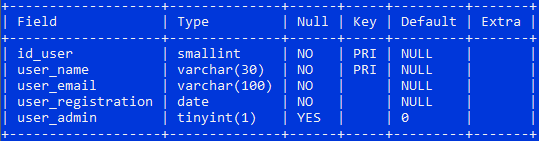 +-------------------+--------------+------+-----+---------+-------+
| Field             | Type         | Null | Key | Default | Extra |
+-------------------+--------------+------+-----+---------+-------+
| id_user           | smallint     | NO   | PRI | NULL    |       |
| user_name         | varchar(30)  | NO   | PRI | NULL    |       |
| user_email        | varchar(100) | NO   |     | NULL    |       |
| user_registration | date         | NO   |     | NULL    |       |
| user_admin        | tinyint(1)   | YES  |     | 0       |       |
+-------------------+--------------+------+-----+---------+-------+